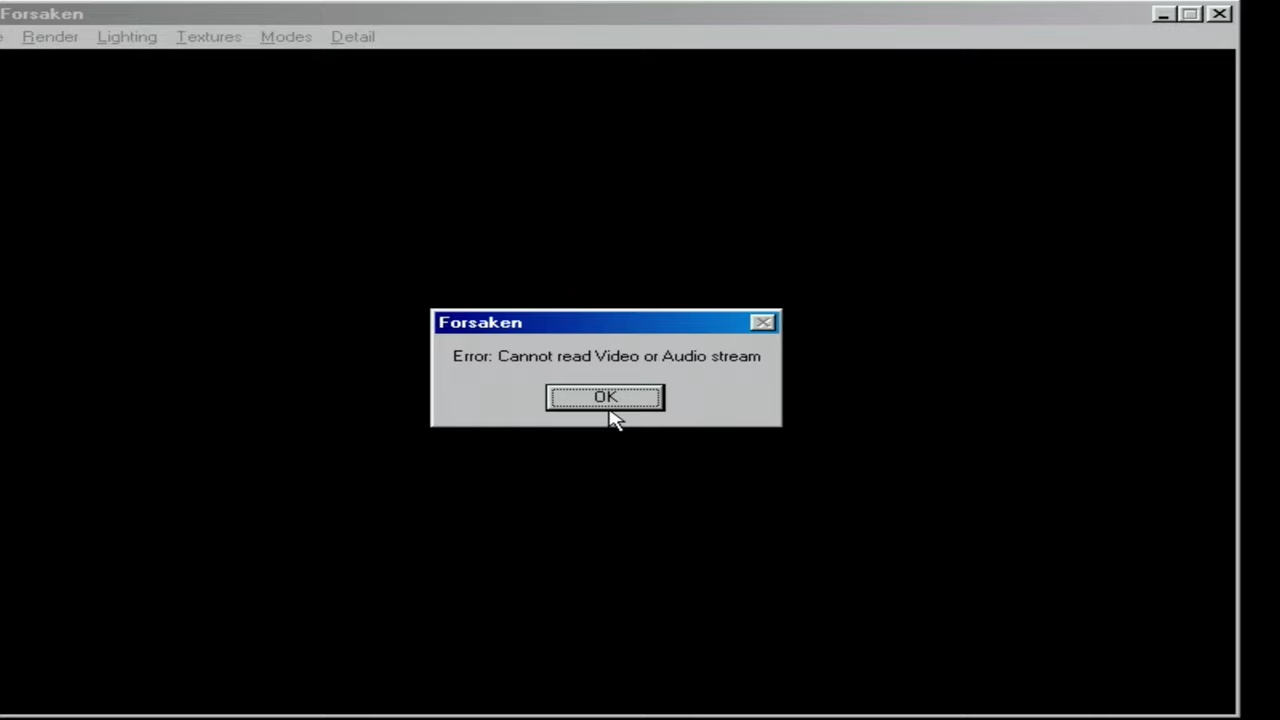 Forsaken
Render Lighting Textures Modes Detail
Forsaken
Error: Cannot read Video or Audio stream
OK